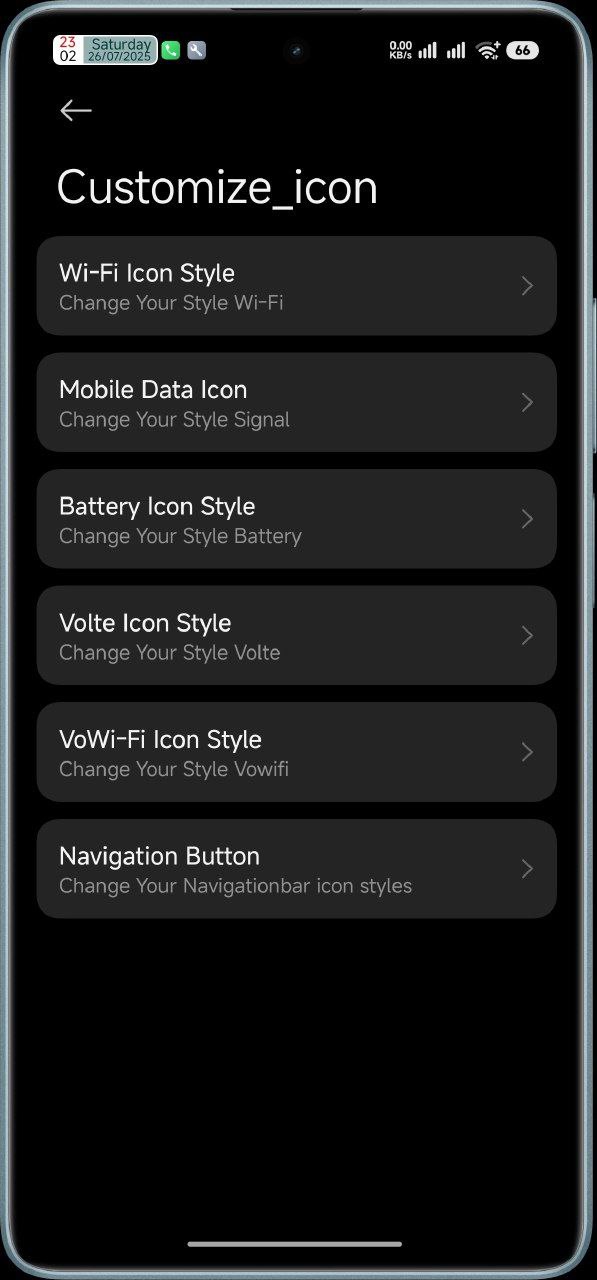 23
02
Saturday
26/07/2025
0.00
KB/s
66
Customize_icon
Wi-Fi Icon Style
Change Your Style Wi-Fi
Mobile Data Icon
Change Your Style Signal
Battery Icon Style
Change Your Style Battery
Volte Icon Style
Change Your Style Volte
VoWi-Fi Icon Style
Change Your Style Vowifi
Navigation Button
Change Your Navigationbar icon styles